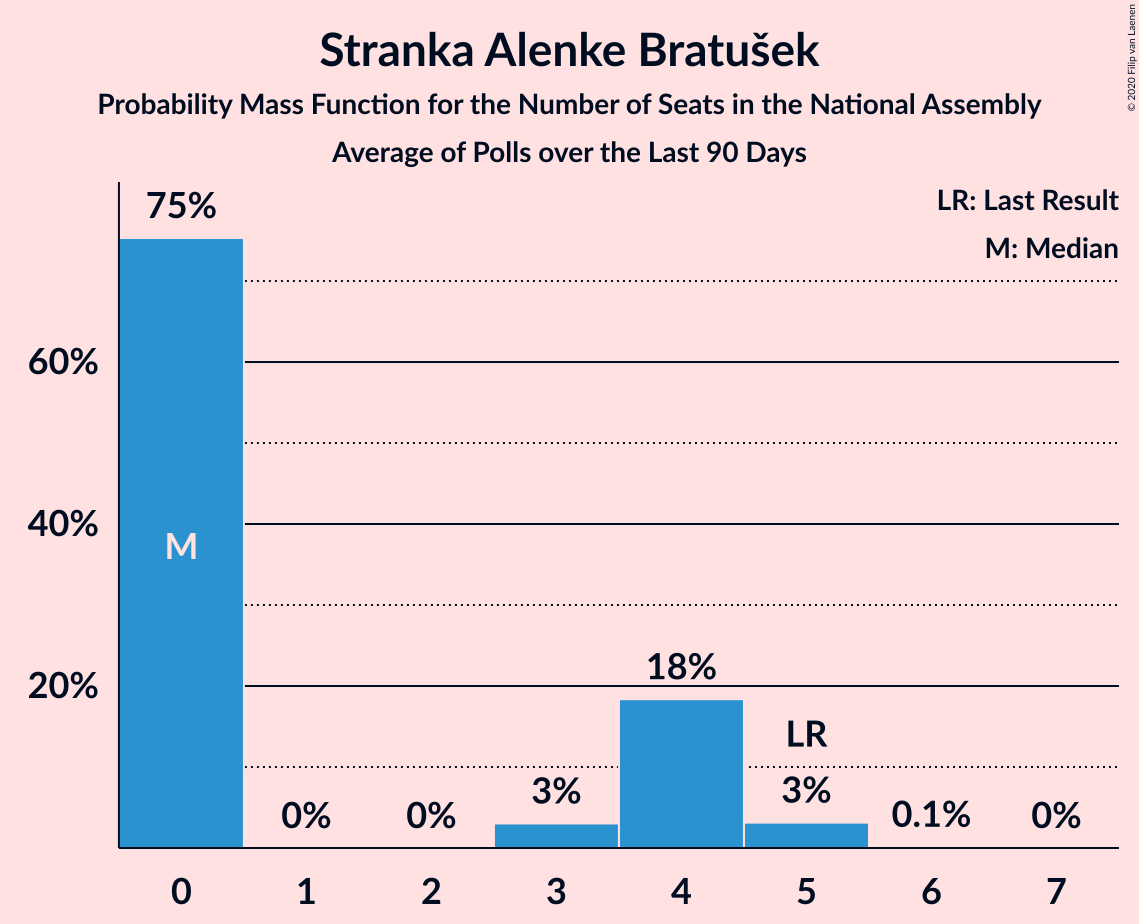 Stranka Alenke Bratušek
Probability Mass Function for the Number of Seats in the National Assembly
Average of Polls over the Last 90 Days
© 2020 Filip van Laenen
LR: Last Result
M: Median
75%
60%
40%
M
20%
18%
LR
0%
0%
3%
3%
0.1%
0%
0 1 2 3 4 5 6 7